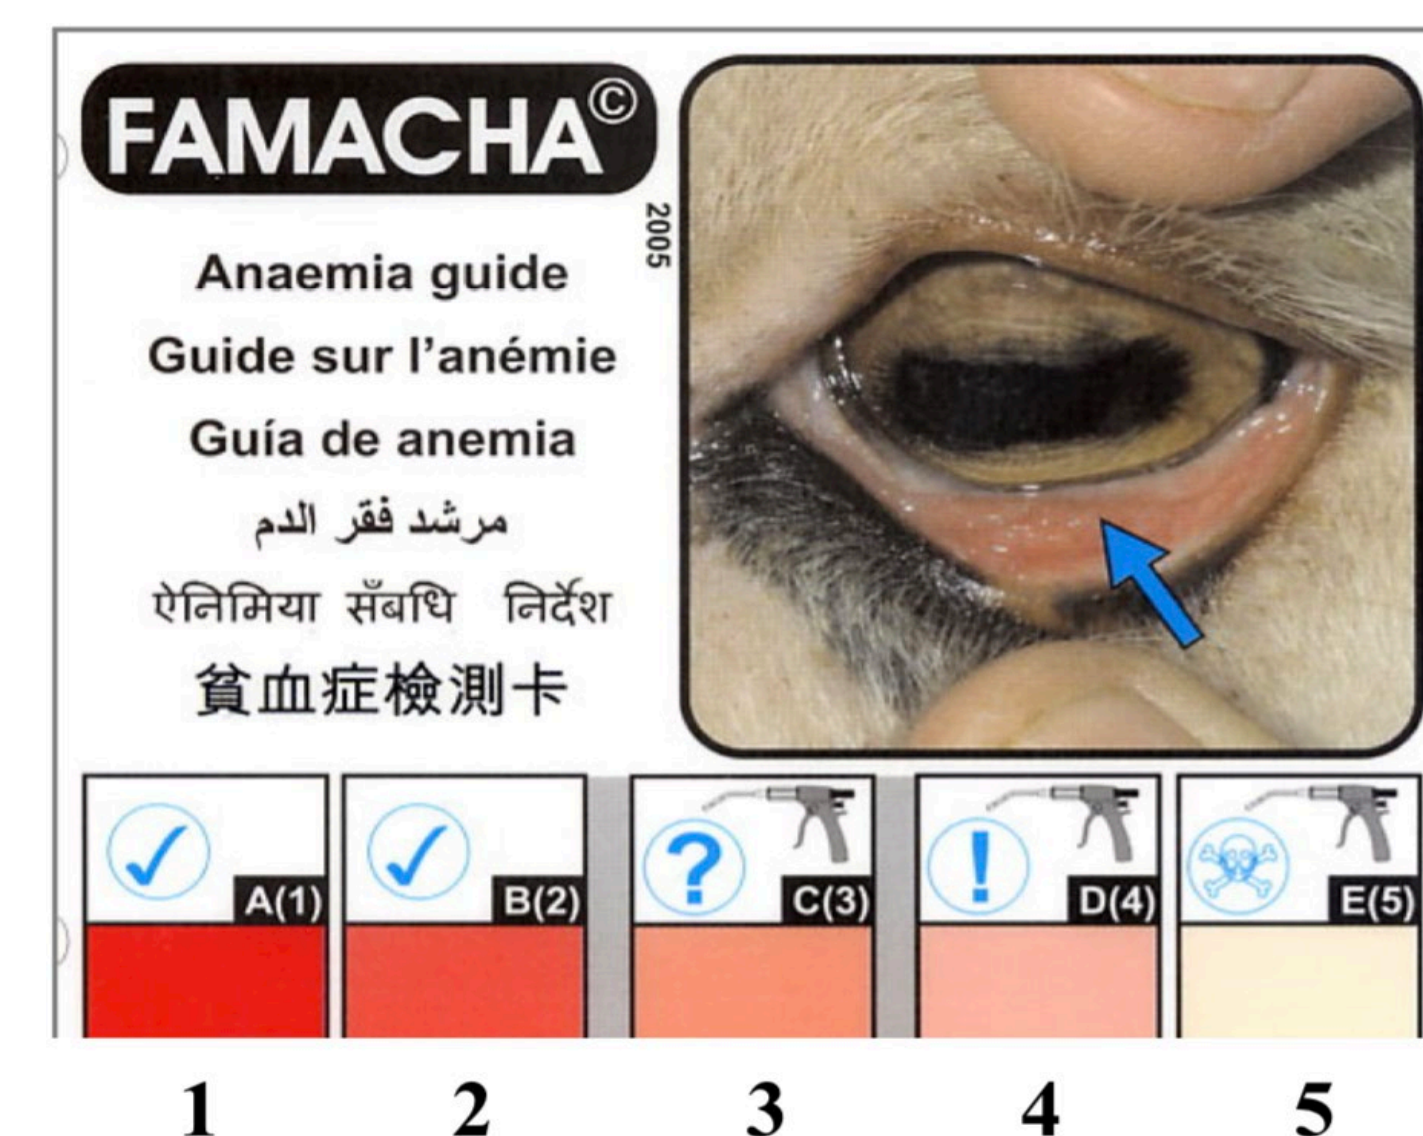 FAMACHA©
2005
Anaemia guide
Guide sur l'anémie
Guía de anemia
مرشد فقر الدم
ऐनिमिया सँबधि निर्देश
貧血症檢測卡
? !
A(1) B(2) C(3) D(4) E(5)
1 2 3 4 5